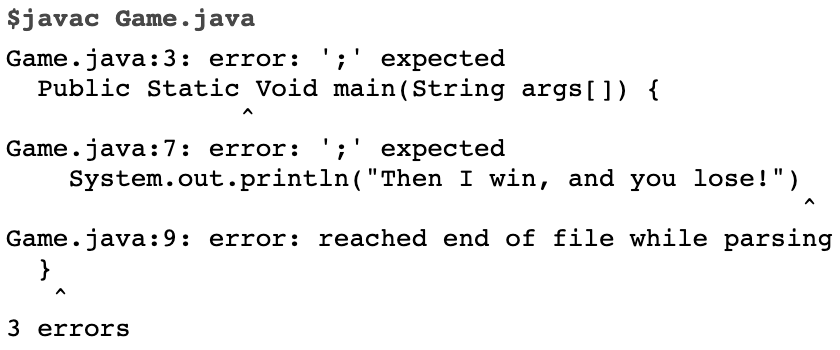 $javac Game.java
Game.java:3: error: ';' expected
  Public Static Void main(String args[]) {
               ^
Game.java:7: error: ';' expected
    System.out.println("Then I win, and you lose!")
                                                   ^
Game.java:9: error: reached end of file while parsing
  }
   ^
3 errors